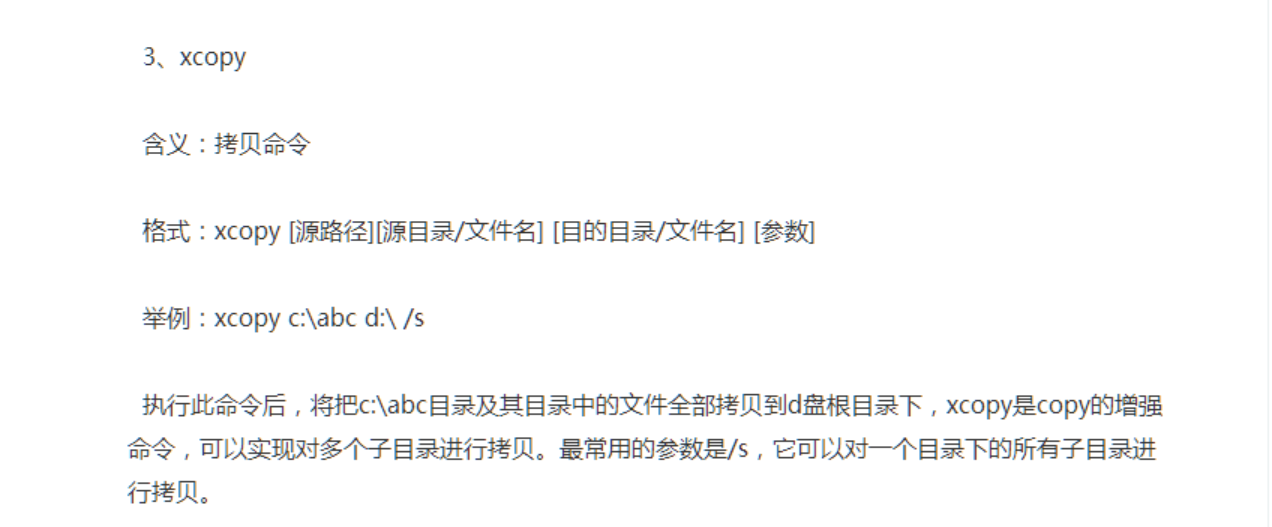 3、xcopy
含义：拷贝命令
格式：xcopy [源路径][源目录/文件名] [目的目录/文件名] [参数]
举例：xcopy c:\abc d:\ /s
执行此命令后，将把c:\abc目录及其目录中的文件全部拷贝到d盘根目录下，xcopy是copy的增强
命令，可以实现对多个子目录进行拷贝。最常用的参数是/s，它可以对一个目录下的所有子目录进
行拷贝。